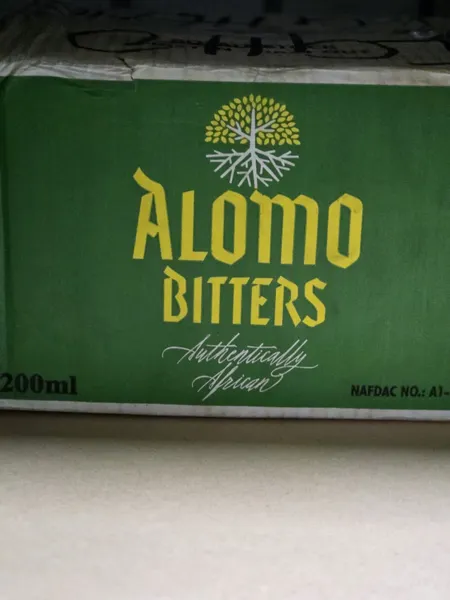 ALOMO
BITTERS
Authentically
African
200ml
NAFDAC NO.: A1-